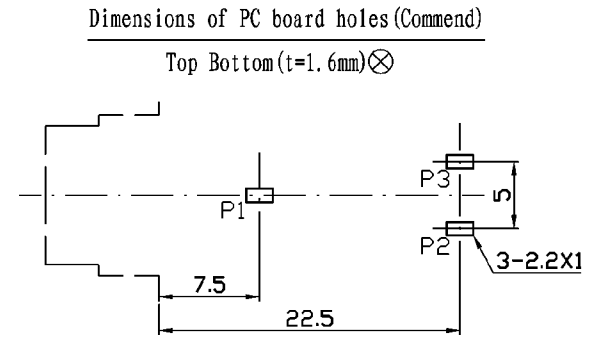 Dimensions of PC board holes(Commend)
Top Bottom(t=1.6mm)
P3
P1
5
P2
3-2.2X1
7.5
22.5